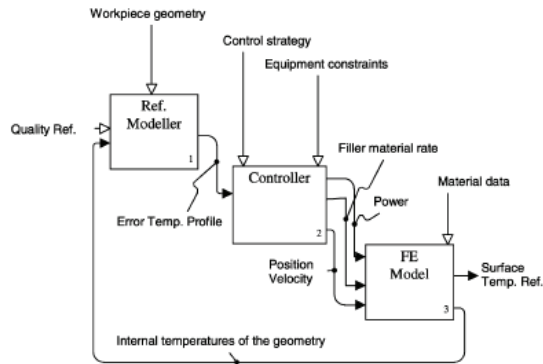 Workpiece geometry
Control strategy
Equipment constraints
Ref.
Modeller
1
Quality Ref.
Filler material rate
Controller
2
Power
Material data
Error Temp. Profile
Position
Velocity
FE
Model
3
Surface
Temp. Ref.
Internal temperatures of the geometry